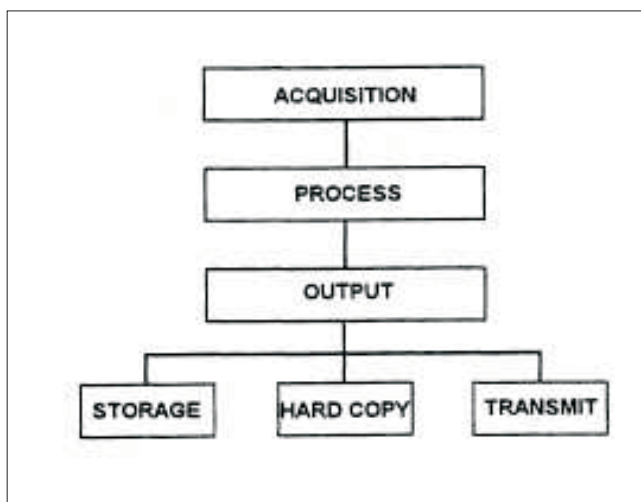 ACQUISITION
PROCESS
OUTPUT
STORAGE
HARD COPY
TRANSMIT